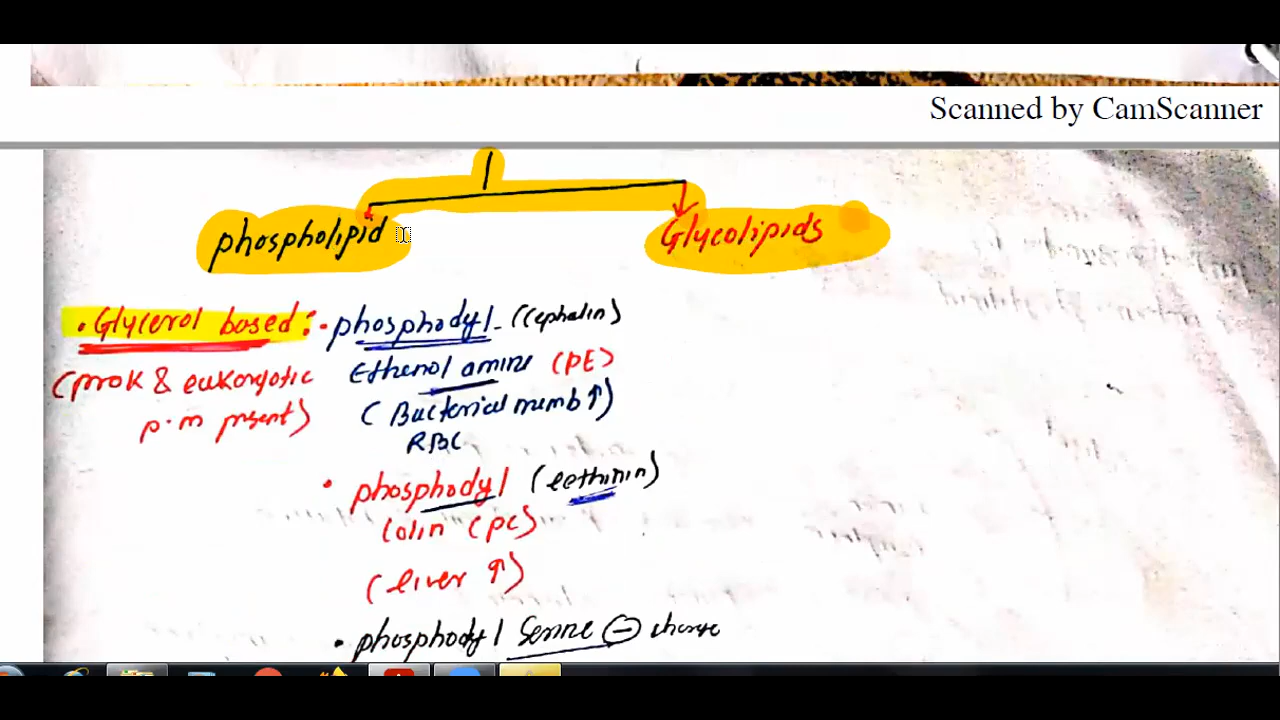 Scanned by CamScanner
phospholipid
Glycolipids
• Glycerol based :
(prok & eukaryotic
p.m present)
• phosphodyl (Cephalin)
Ethenol amine (PE)
(Bacterial memb ↑)
RBC
• phosphodyl (lethinin)
Colin (PC)
(liver ↑)
• phosphodyl Serine ⊖ charge